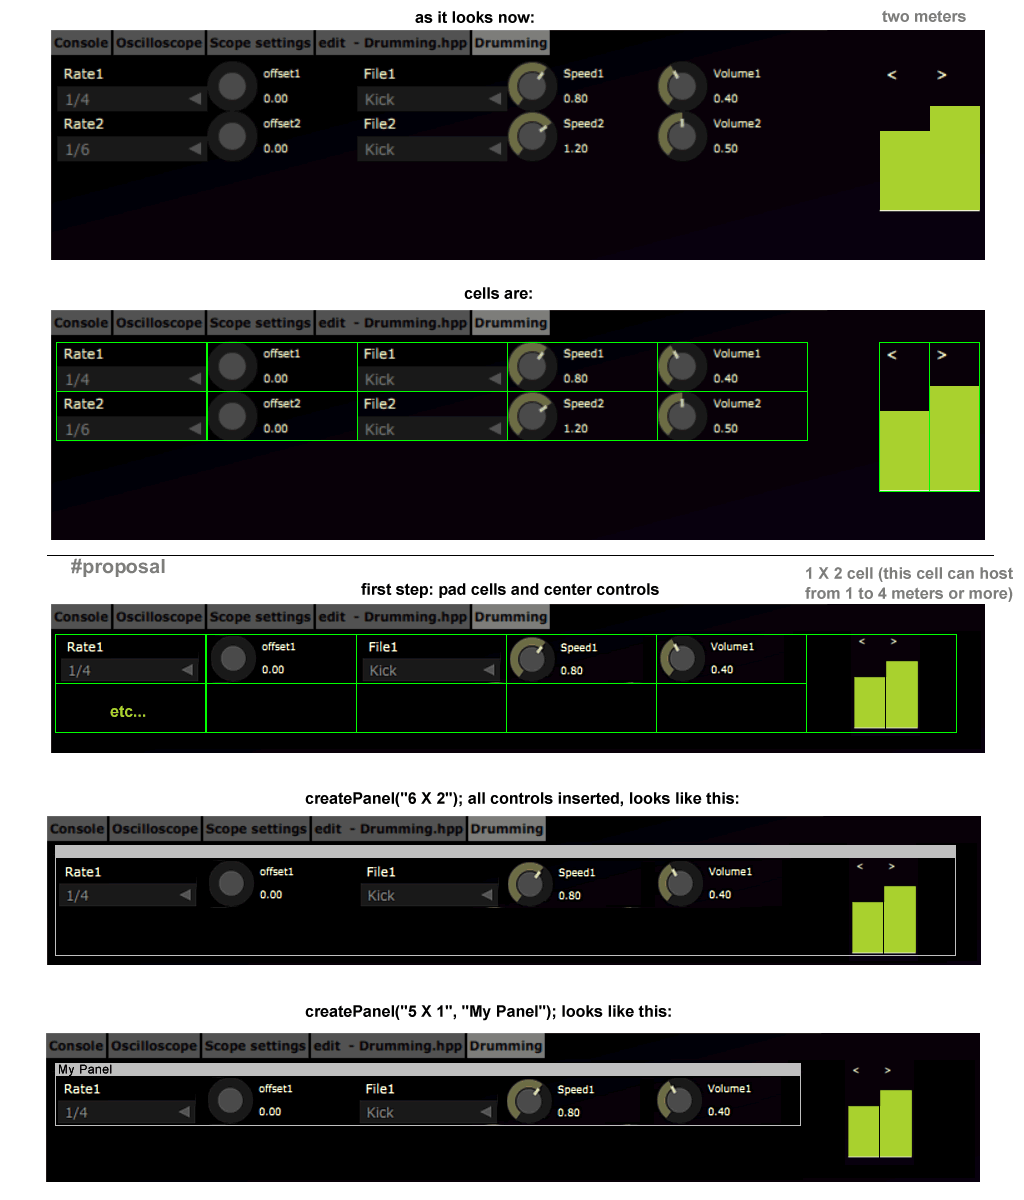 as it looks now:
two meters
Console Oscilloscope Scope settings edit - Drumming.hpp Drumming
Rate1 offset1 File1 Speed1 Volume1 < >
1/4 0.00 Kick 0.80 0.40
Rate2 offset2 File2 Speed2 Volume2
1/6 0.00 Kick 1.20 0.50
cells are:
Console Oscilloscope Scope settings edit - Drumming.hpp Drumming
Rate1 offset1 File1 Speed1 Volume1 < >
1/4 0.00 Kick 0.80 0.40
Rate2 offset2 File2 Speed2 Volume2
1/6 0.00 Kick 1.20 0.50
#proposal
first step: pad cells and center controls
1 X 2 cell (this cell can host
from 1 to 4 meters or more)
Console Oscilloscope Scope settings edit - Drumming.hpp Drumming
Rate1 offset1 File1 Speed1 Volume1 < >
1/4 0.00 Kick 0.80 0.40
etc...
createPanel("6 X 2"); all controls inserted, looks like this:
Console Oscilloscope Scope settings edit - Drumming.hpp Drumming
Rate1 offset1 File1 Speed1 Volume1 < >
1/4 0.00 Kick 0.80 0.40
createPanel("5 X 1", "My Panel"); looks like this:
Console Oscilloscope Scope settings edit - Drumming.hpp Drumming
My Panel
Rate1 offset1 File1 Speed1 Volume1 < >
1/4 0.00 Kick 0.80 0.40